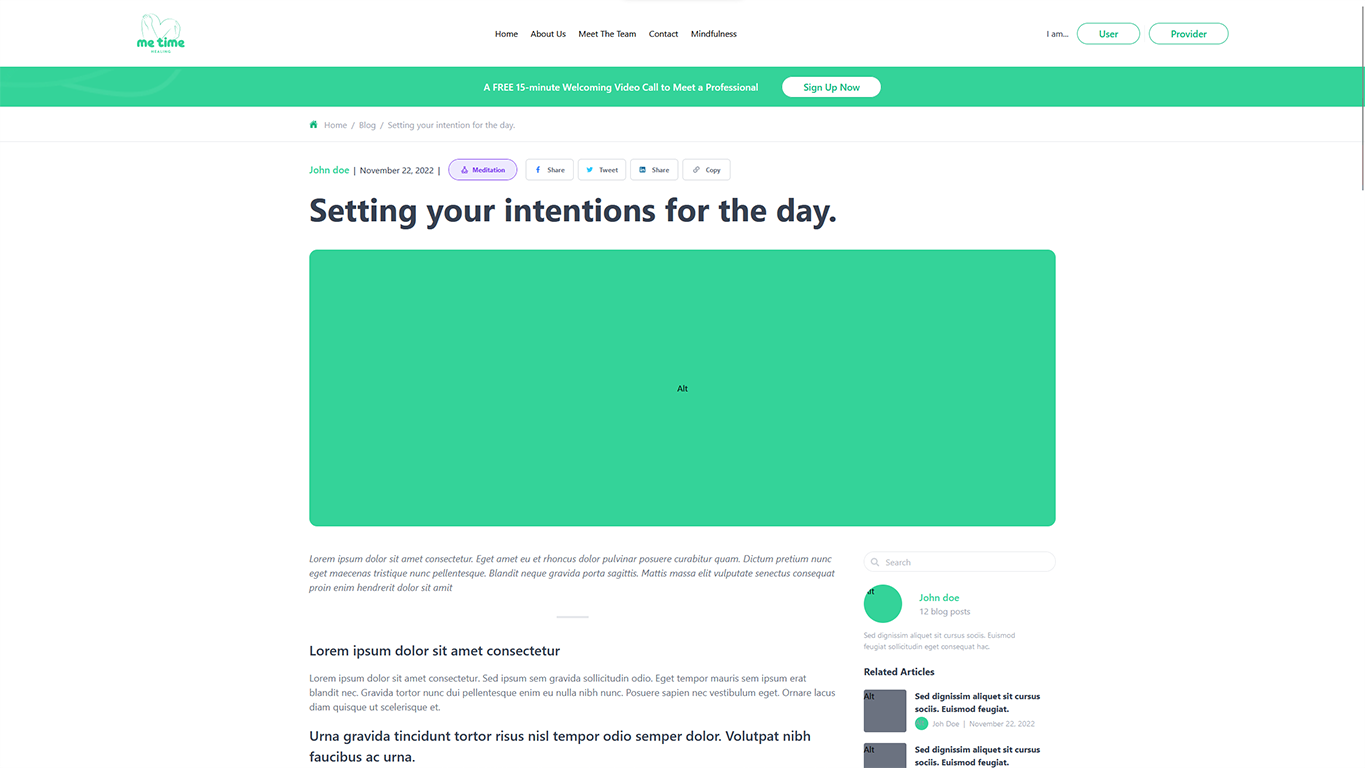 me time
HEALING
Home About Us Meet The Team Contact Mindfulness
I am... User Provider
A FREE 15-minute Welcoming Video Call to Meet a Professional Sign Up Now
Home / Blog / Setting your intention for the day.
John doe | November 22, 2022 | Meditation Share Tweet Share Copy
Setting your intentions for the day.
Alt
Lorem ipsum dolor sit amet consectetur. Eget amet eu et rhoncus dolor pulvinar posuere curabitur quam. Dictum pretium nunc
eget maecenas tristique nunc pellentesque. Blandit neque gravida porta sagittis. Mattis massa elit vulputate senectus consequat
proin enim hendrerit dolor sit amit
Lorem ipsum dolor sit amet consectetur
Lorem ipsum dolor sit amet consectetur. Sed ipsum sem gravida sollicitudin odio. Eget tempor mauris sem ipsum erat
blandit nec. Gravida tortor nunc dui pellentesque enim eu nulla nibh nunc. Posuere sapien nec vestibulum eget. Ornare lacus
diam quisque ut scelerisque et.
Urna gravida tincidunt tortor risus nisl tempor odio semper dolor. Volutpat nibh
faucibus ac urna.
Search
Alt
John doe
12 blog posts
Sed dignissim aliquet sit cursus sociis. Euismod
feugiat sollicitudin eget consequat hac.
Related Articles
Alt
Sed dignissim aliquet sit cursus
sociis. Euismod feugiat.
Joh Doe | November 22, 2022
Alt
Sed dignissim aliquet sit cursus
sociis. Euismod feugiat.